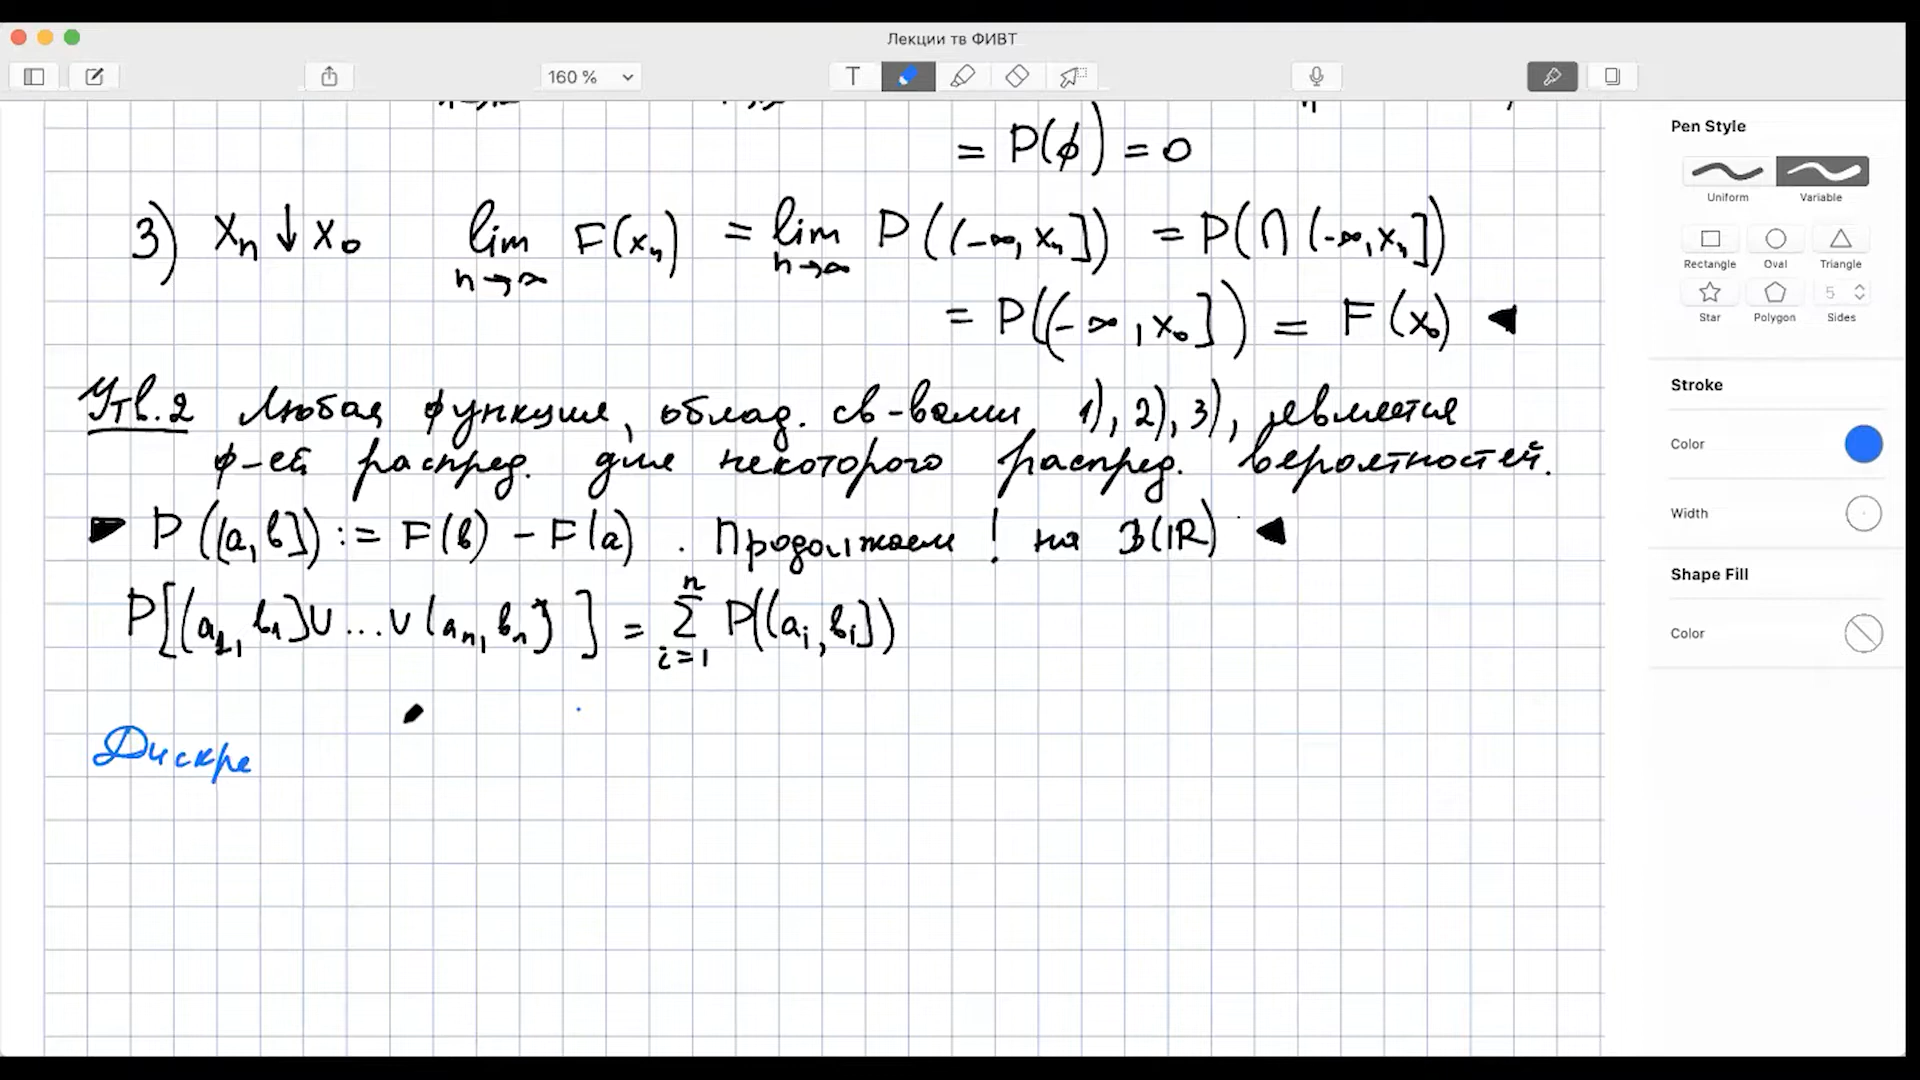 Лекции тв ФИВТ
160 %
T
= P(ϕ) = 0
3) Xn ↓ X0 lim n→∞ F(xn) = lim n→∞ P((-∞, xn]) = P(∩(-∞, xn])
= P((-∞, x0]) = F(x0) ◄
Утв.2 Любая функция, облад. св-вами 1), 2), 3), является
ф-ей распред. для некоторого распред. вероятностей.
► P((a, b]) := F(b) - F(a). Продолжаем ! на B(IR) ◄
P[(a1, b1] ∪ ... ∪ (an, bn]] = Σ i=1 n P((ai, bi])
Дискре
Pen Style
Uniform Variable
Rectangle Oval Triangle
5
Star Polygon Sides
Stroke
Color
Width
Shape Fill
Color